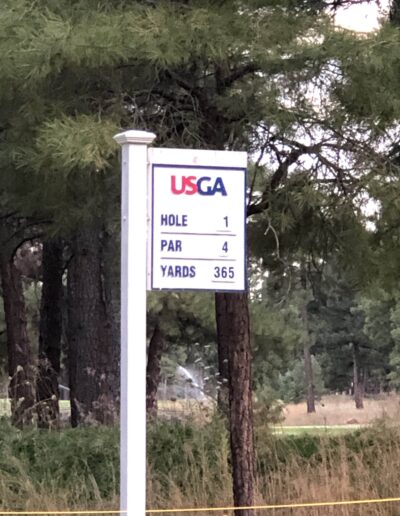 USGA
HOLE 1
PAR 4
YARDS 365